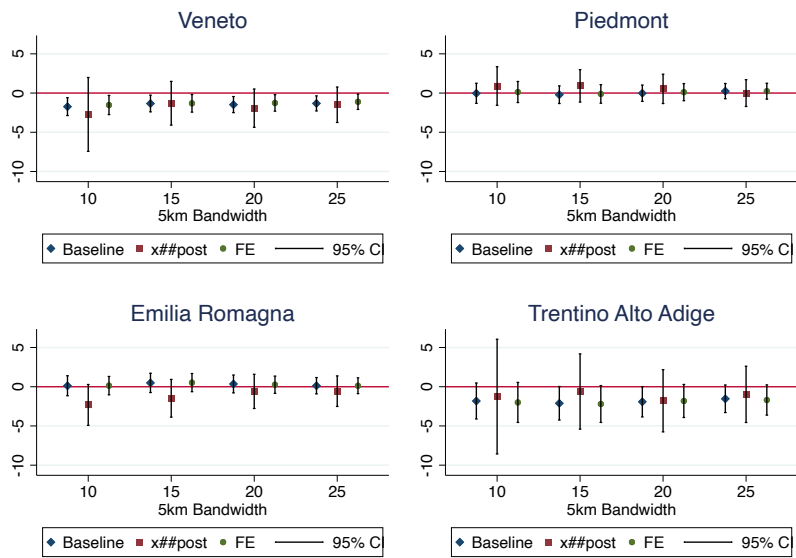 Veneto
Piedmont
5
0
-5
-10
10 15 20 25
5km Bandwidth
Baseline x##post FE 95% CI
5
0
-5
-10
10 15 20 25
5km Bandwidth
Baseline x##post FE 95% CI
Emilia Romagna
Trentino Alto Adige
5
0
-5
-10
10 15 20 25
5km Bandwidth
Baseline x##post FE 95% CI
5
0
-5
-10
10 15 20 25
5km Bandwidth
Baseline x##post FE 95% CI